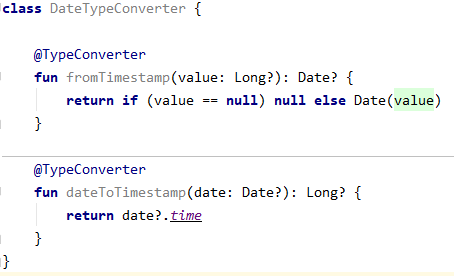 class DateTypeConverter {
@TypeConverter
fun fromTimestamp(value: Long?): Date? {
return if (value == null) null else Date(value)
}
@TypeConverter
fun dateToTimestamp(date: Date?): Long? {
return date?.time
}
}